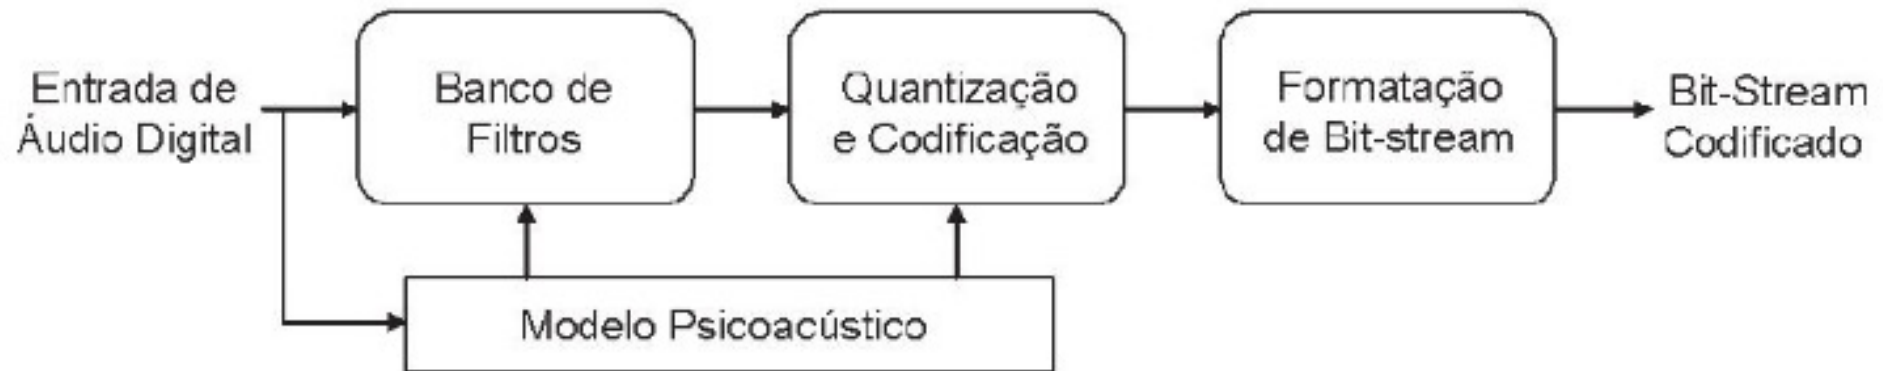 Entrada de
Áudio Digital
Banco de
Filtros
Quantização
e Codificação
Formatação
de Bit-stream
Bit-Stream
Codificado
Modelo Psicoacústico